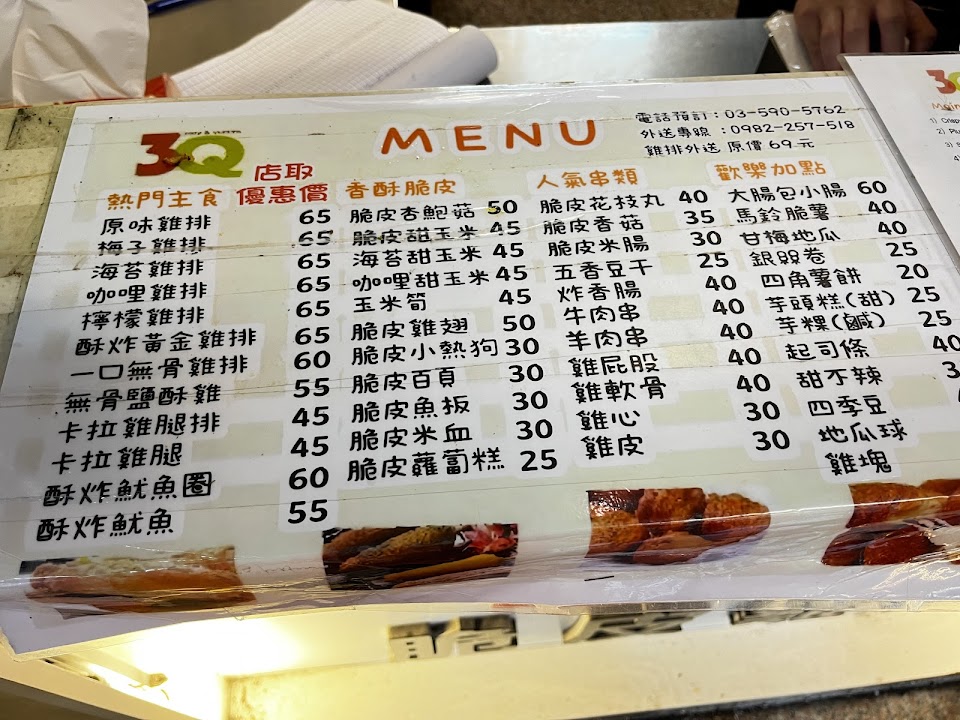 3Q
MENU
電話預訂：03-590-5762
外送專線：0982-257-518
雞排外送 原價69元
店取
優惠價
熱門主食
原味雞排 65
梅子雞排 65
海苔雞排 65
咖哩雞排 65
檸檬雞排 65
酥炸黃金雞排 65
一口無骨雞排 60
無骨鹽酥雞 55
卡拉雞腿排 45
卡拉雞腿 45
酥炸魷魚圈 60
酥炸魷魚 55
香酥脆皮
脆皮杏鮑菇 50
脆皮甜玉米 45
海苔甜玉米 45
咖哩甜玉米 45
玉米筍 45
脆皮雞翅 50
脆皮小熱狗 30
脆皮百頁 30
脆皮魚扳 30
脆皮米血 30
脆皮蘿蔔糕 25
人氣串類
脆皮花枝丸 40
脆皮香菇 35
脆皮米腸 30
五香豆干 25
炸香腸 40
牛肉串 40
羊肉串 40
雞屁股 40
雞軟骨 40
雞心 30
雞皮 30
歡樂加點
大腸包小腸 60
馬鈴脆薯 40
甘梅地瓜 40
銀絲卷 25
四角薯餅 20
芋頭糕(甜) 25
芋粿(鹹) 25
起司條 40
甜不辣
四季豆
地瓜球
雞塊
3Q
1)
2)